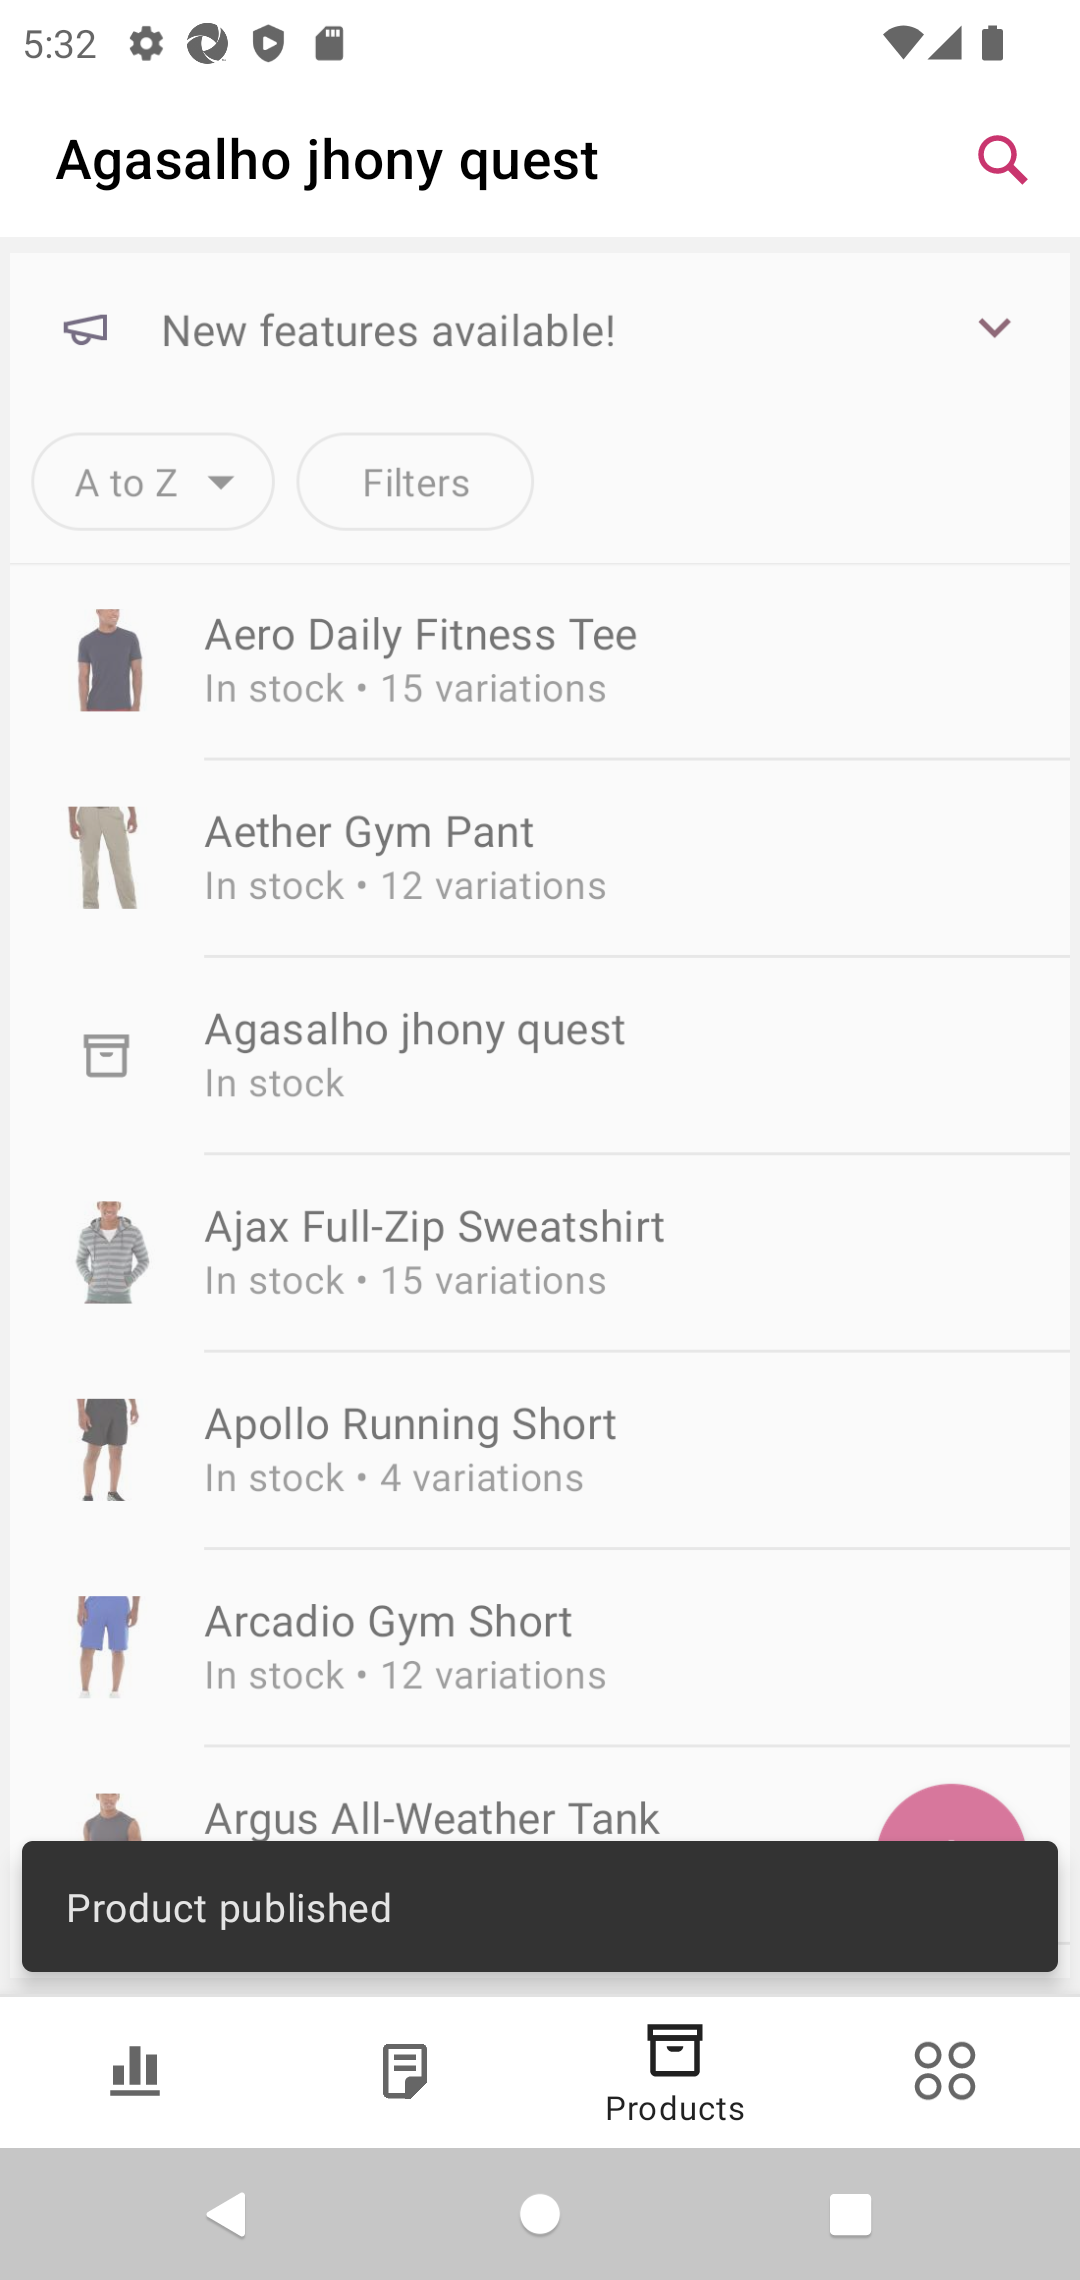 5:32
Agasalho jhony quest
New features available!
A to Z
Filters
Aero Daily Fitness Tee
In stock • 15 variations
Aether Gym Pant
In stock • 12 variations
Agasalho jhony quest
In stock
Ajax Full-Zip Sweatshirt
In stock • 15 variations
Apollo Running Short
In stock • 4 variations
Arcadio Gym Short
In stock • 12 variations
Argus All-Weather Tank
Product published
Products